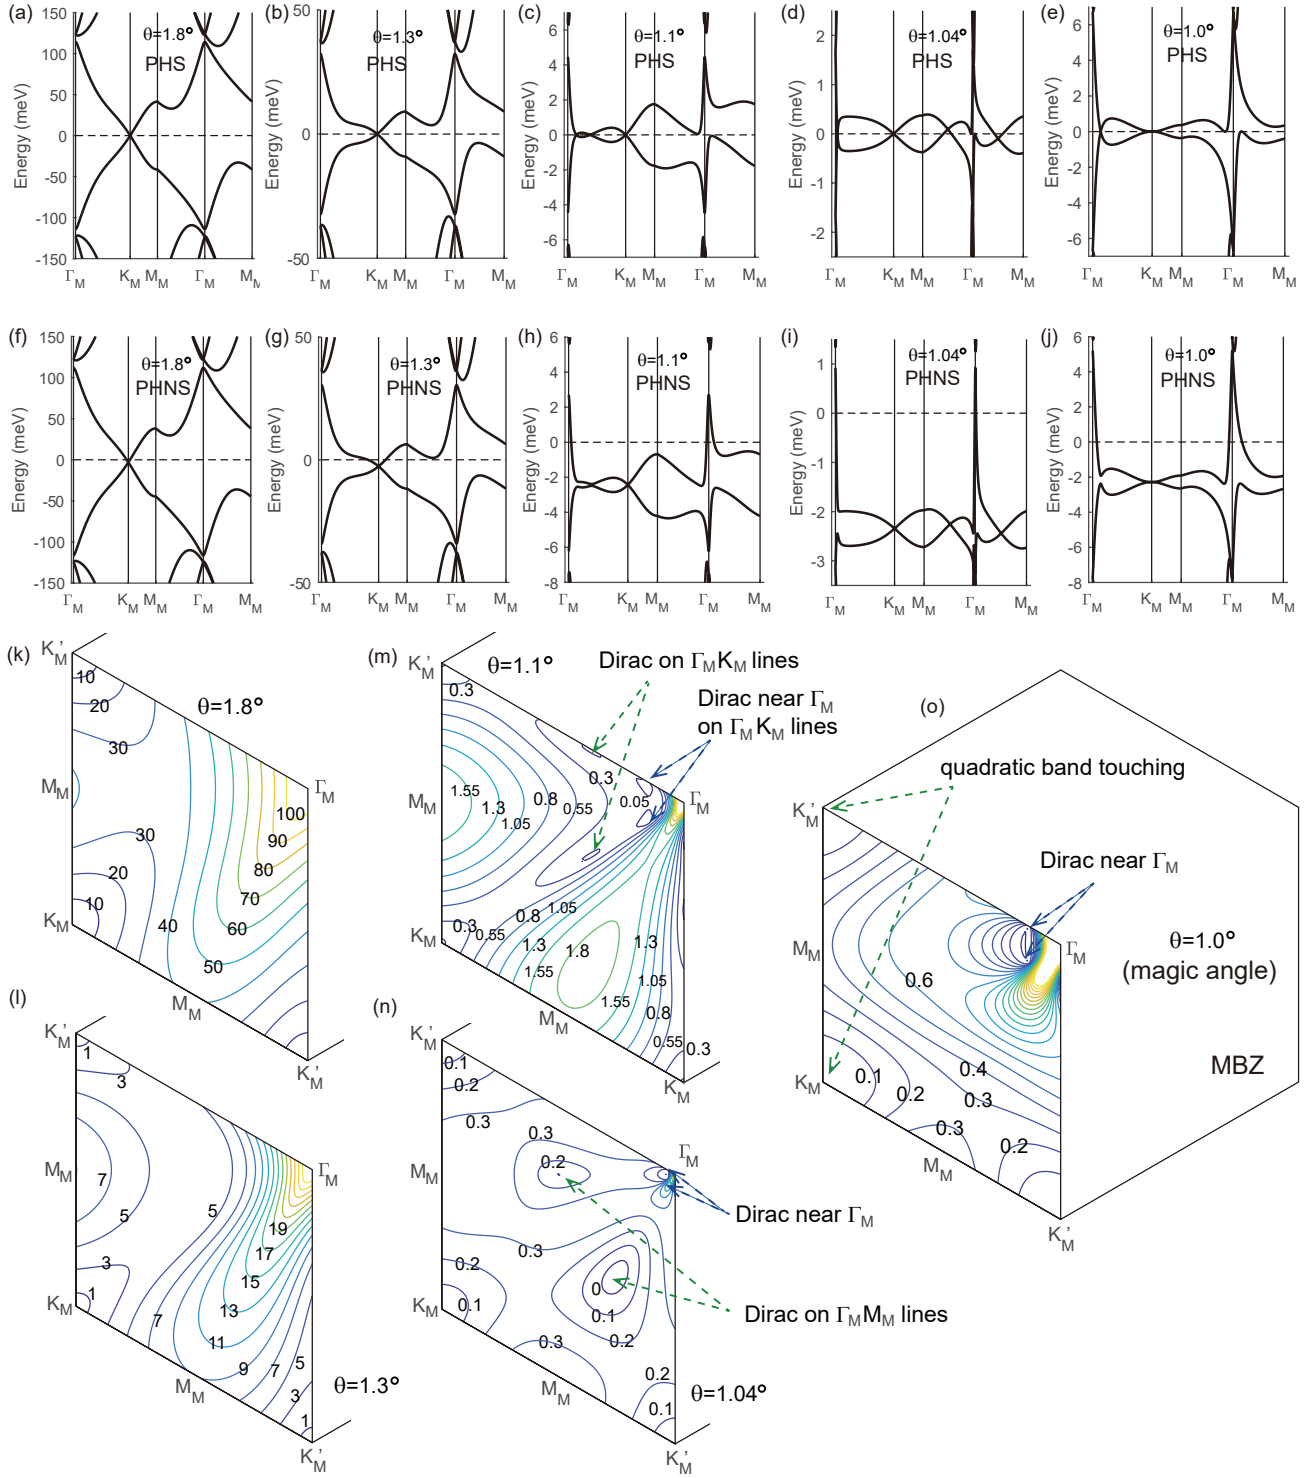 (a)
θ=1.8°
PHS
Energy (meV)
150
100
50
0
-50
-100
-150
Γ_M
K_M
M_M
Γ_M
M_M
(b)
θ=1.3°
PHS
Energy (meV)
50
0
-50
Γ_M
K_M
M_M
Γ_M
M_M
(c)
θ=1.1°
PHS
Energy (meV)
6
4
2
0
-2
-4
-6
Γ_M
K_M
M_M
Γ_M
M_M
(d)
θ=1.04°
PHS
Energy (meV)
2
1
0
-1
-2
Γ_M
K_M
M_M
Γ_M
M_M
(e)
θ=1.0°
PHS
Energy (meV)
6
4
2
0
-2
-4
-6
Γ_M
K_M
M_M
Γ_M
M_M
(f)
θ=1.8°
PHNS
Energy (meV)
150
100
50
0
-50
-100
-150
Γ_M
K_M
M_M
Γ_M
M_M
(g)
θ=1.3°
PHNS
Energy (meV)
50
0
-50
Γ_M
K_M
M_M
Γ_M
M_M
(h)
θ=1.1°
PHNS
Energy (meV)
6
4
2
0
-2
-4
-6
-8
Γ_M
K_M
M_M
Γ_M
M_M
(i)
θ=1.04°
PHNS
Energy (meV)
1
0
-1
-2
-3
Γ_M
K_M
M_M
Γ_M
M_M
(j)
θ=1.0°
PHNS
Energy (meV)
6
4
2
0
-2
-4
-6
-8
Γ_M
K_M
M_M
Γ_M
M_M
(k)
K_M'
θ=1.8°
10
20
30
M_M
Γ_M
100
90
80
70
60
50
40
30
20
10
K_M
M_M
K_M'
(l)
K_M'
1
3
M_M
7
5
5
Γ_M
19
17
15
13
11
9
7
5
3
1
3
1
7
K_M
M_M
θ=1.3°
K_M'
(m)
θ=1.1°
Dirac on Γ_MK_M lines
Dirac near Γ_M
on Γ_MK_M lines
K_M'
0.3
0.3
0.05
Γ_M
M_M
1.55
1.3
1.05
0.8
0.55
0.3
0.55
0.8
1.05
1.3
1.55
1.8
1.3
1.05
1.55
0.8
0.55
0.3
K_M
M_M
K_M
(n)
K_M'
0.1
0.2
0.3
0.3
0.2
Γ_M
M_M
Dirac near Γ_M
0.3
0.2
0.1
0
0.1
0.2
Dirac on Γ_MM_M lines
0.3
0.2
0.1
K_M
M_M
θ=1.04°
K_M'
(o)
quadratic band touching
K_M'
Dirac near Γ_M
M_M
Γ_M
θ=1.0°
(magic angle)
0.6
0.4
0.3
0.1
0.2
0.3
0.2
MBZ
K_M
M_M
K_M'